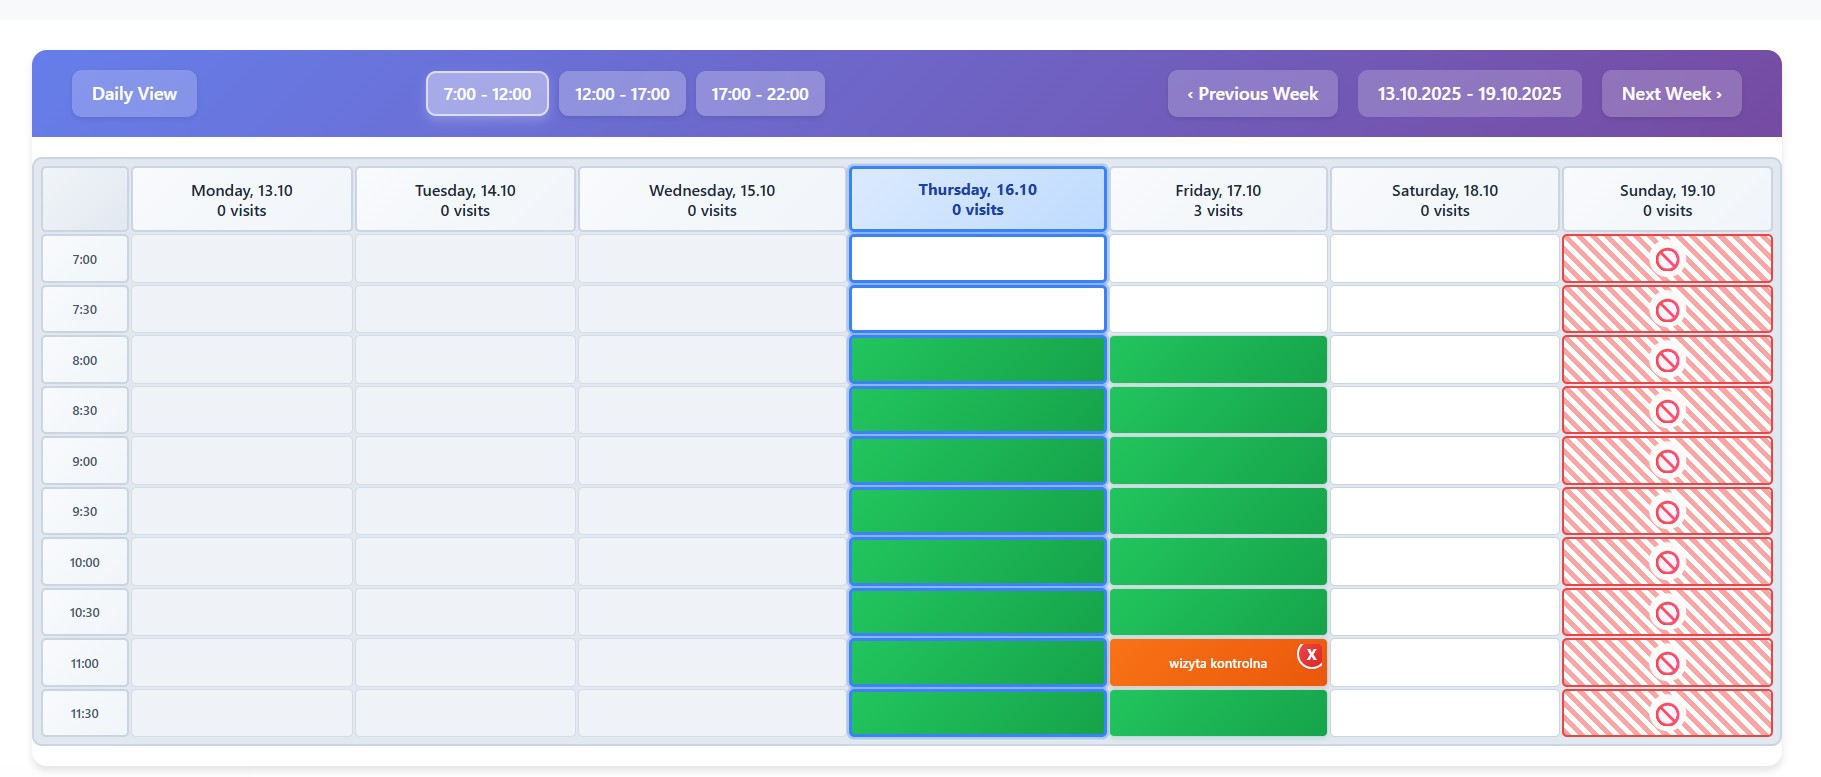 Daily View
7:00 - 12:00
12:00 - 17:00
17:00 - 22:00
‹ Previous Week
13.10.2025 - 19.10.2025
Next Week ›
Monday, 13.10
0 visits
Tuesday, 14.10
0 visits
Wednesday, 15.10
0 visits
Thursday, 16.10
0 visits
Friday, 17.10
3 visits
Saturday, 18.10
0 visits
Sunday, 19.10
0 visits
7:00
7:30
8:00
8:30
9:00
9:30
10:00
10:30
11:00
wizyta kontrolna
X
11:30